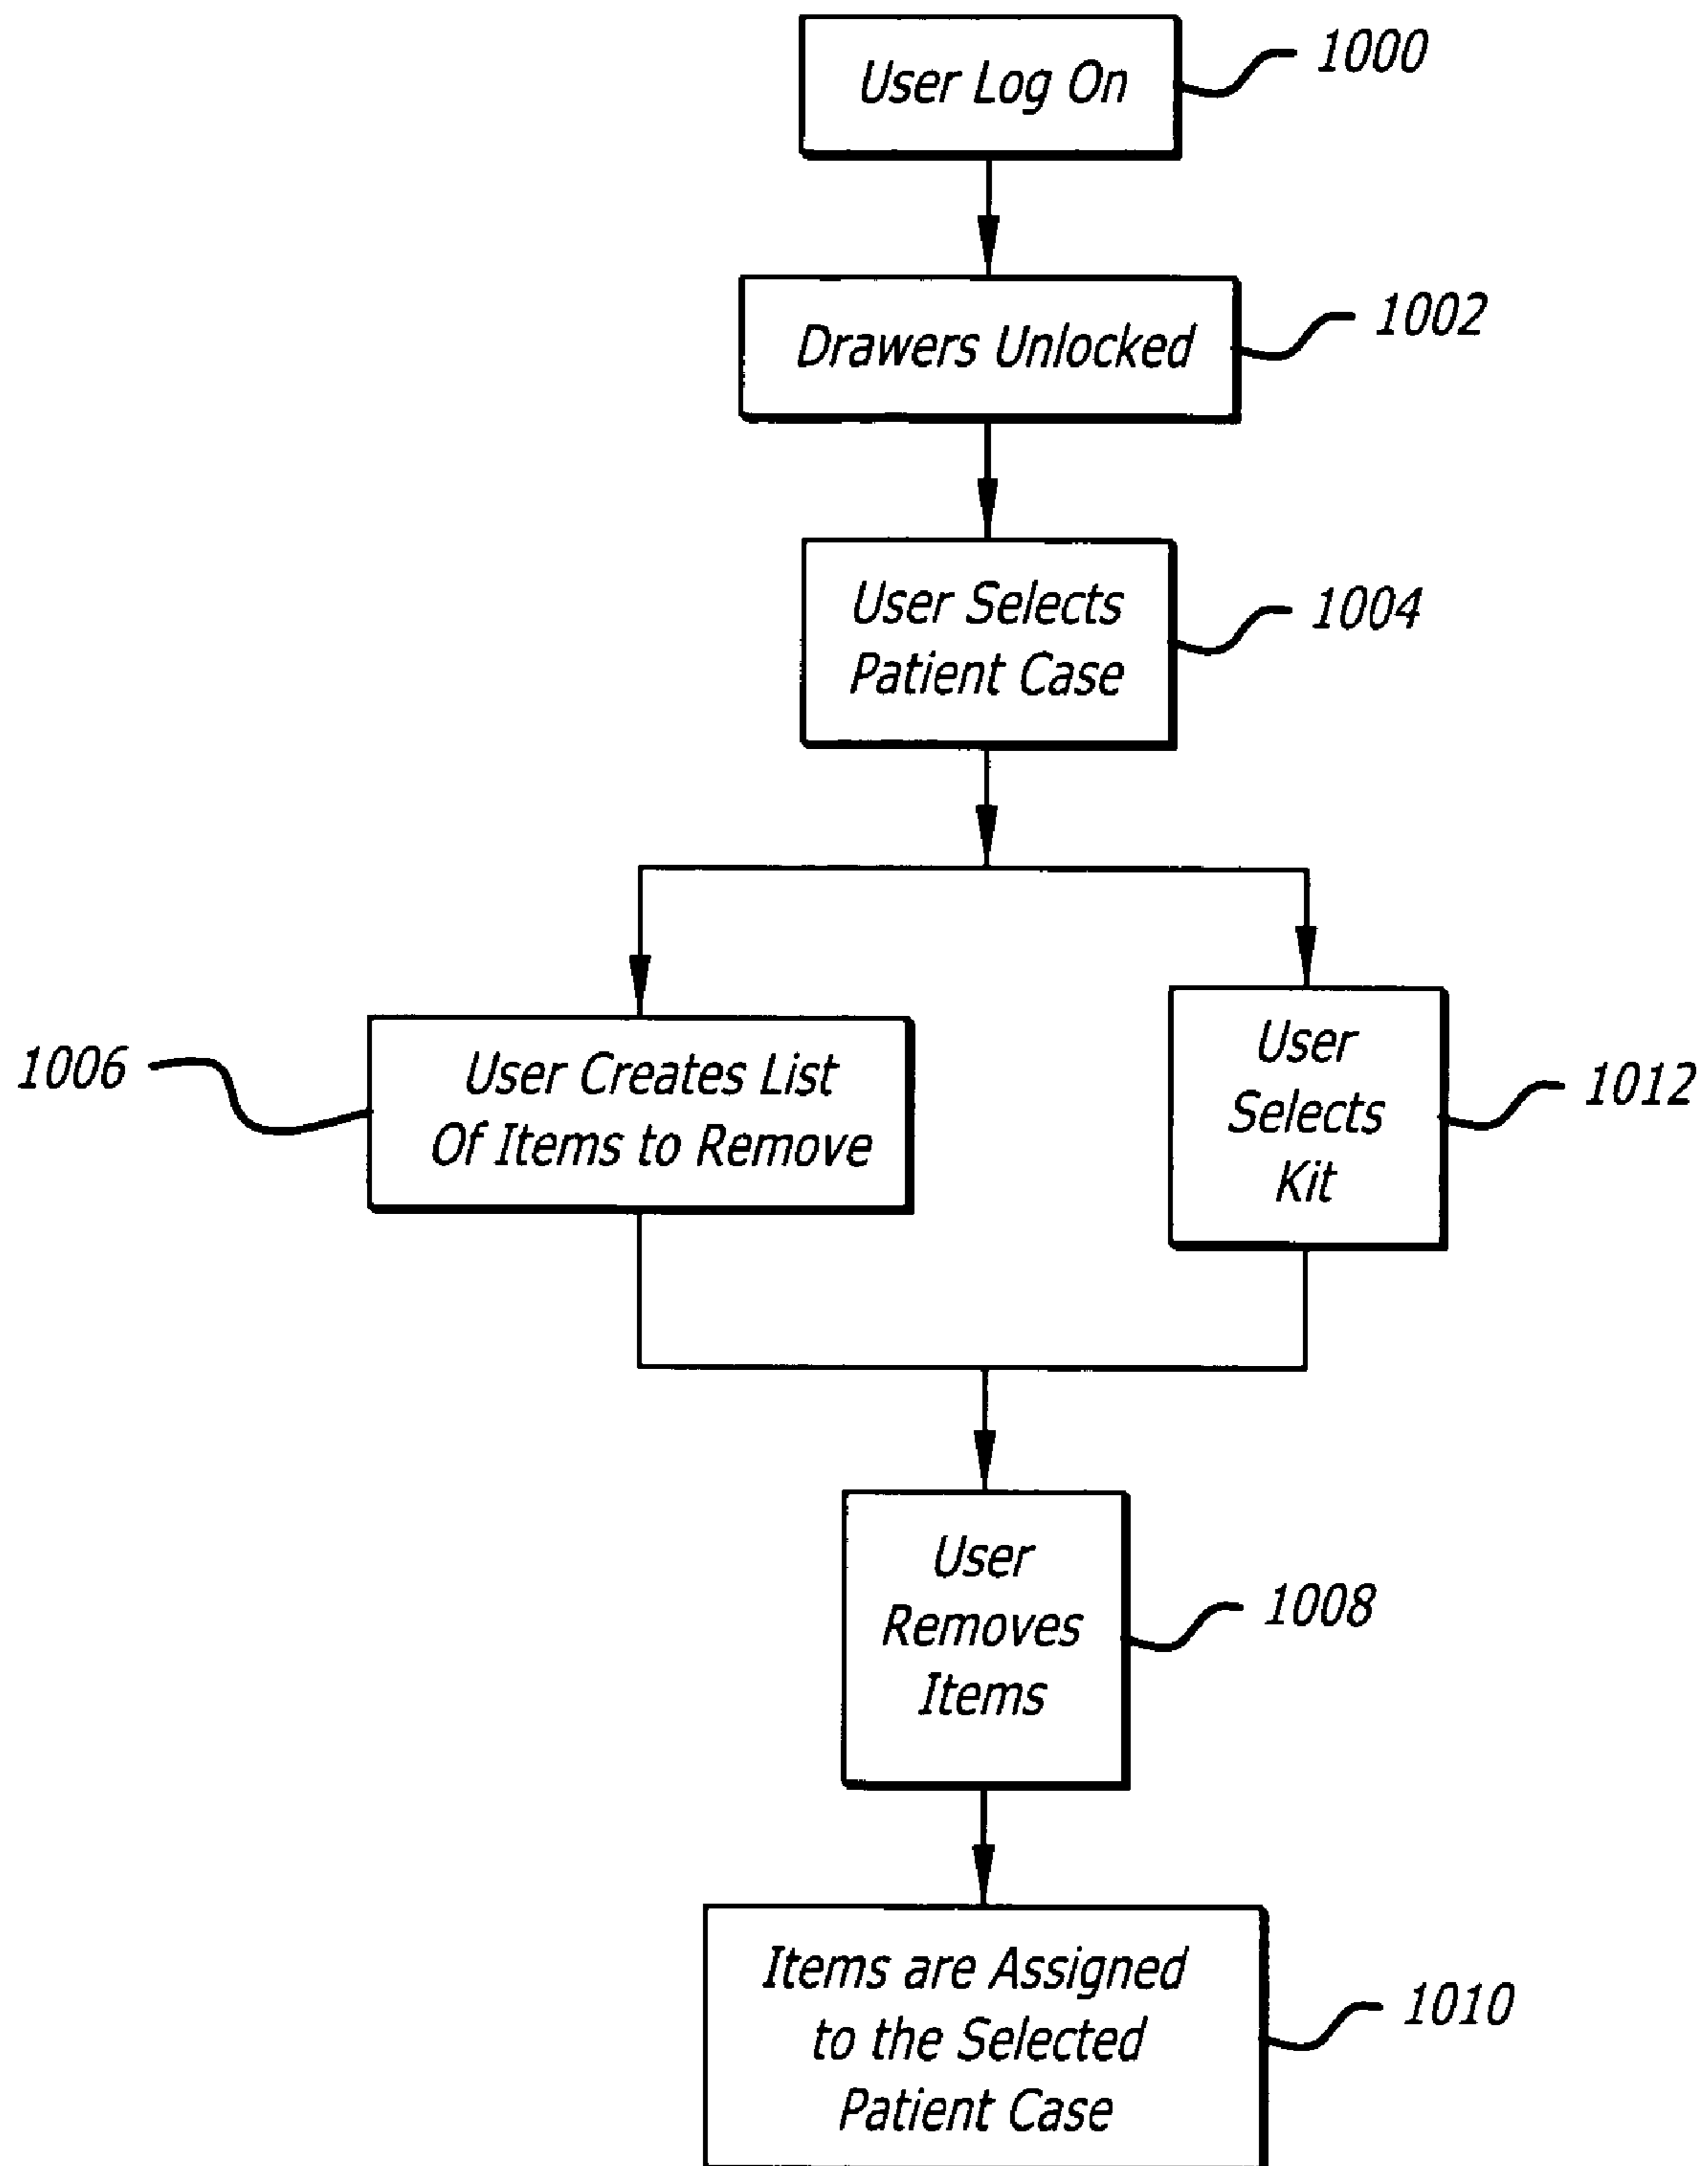 User Log On
1000
Drawers Unlocked
1002
User Selects
Patient Case
1004
1006
User Creates List
Of Items to Remove
User
Selects
Kit
1012
User
Removes
Items
1008
Items are Assigned
to the Selected
Patient Case
1010